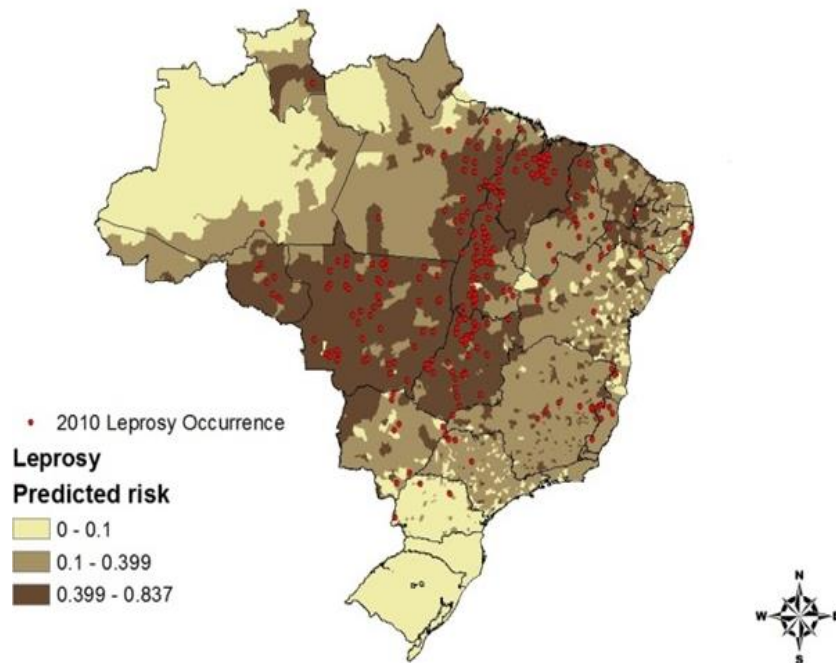 2010 Leprosy Occurrence
Leprosy
Predicted risk
0 - 0.1
0.1 - 0.399
0.399 - 0.837
N
W
E
S